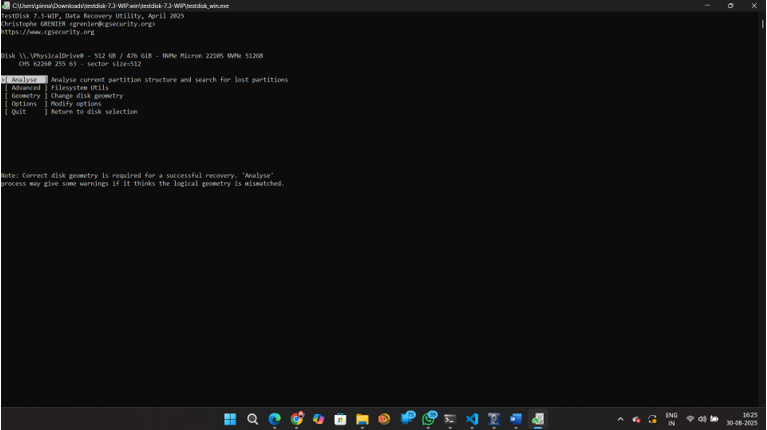 C:\Users\pinna\Downloads\testdisk-7.3-WIP.win\testdisk-7.3-WIP\testdisk_win.exe
TestDisk 7.3-WIP, Data Recovery Utility, April 2025
Christophe GRENIER <grenier@cgsecurity.org>
https://www.cgsecurity.org
Disk \\.\PhysicalDrive0 - 512 GB / 476 GiB - NVMe Micron 2210S NVMe 512GB
CHS 62260 255 63 - sector size=512
>[ Analyse ] Analyse current partition structure and search for lost partitions
[ Advanced ] Filesystem Utils
[ Geometry ] Change disk geometry
[ Options ] Modify options
[ Quit ] Return to disk selection
Note: Correct disk geometry is required for a successful recovery. 'Analyse'
process may give some warnings if it thinks the logical geometry is mismatched.
ENG
IN
16:25
30-08-2025